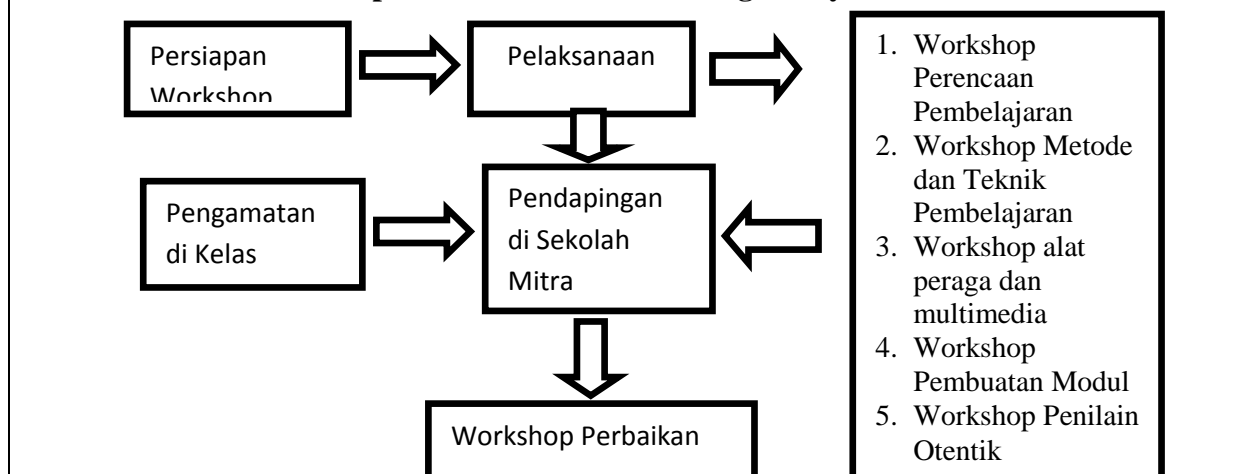 Persiapan
Workshop
Pelaksanaan
1. Workshop
Perencaan
Pembelajaran
2. Workshop Metode
dan Teknik
Pembelajaran
3. Workshop alat
peraga dan
multimedia
4. Workshop
Pembuatan Modul
5. Workshop Penilain
Otentik
Pengamatan
di Kelas
Pendapingan
di Sekolah
Mitra
Workshop Perbaikan